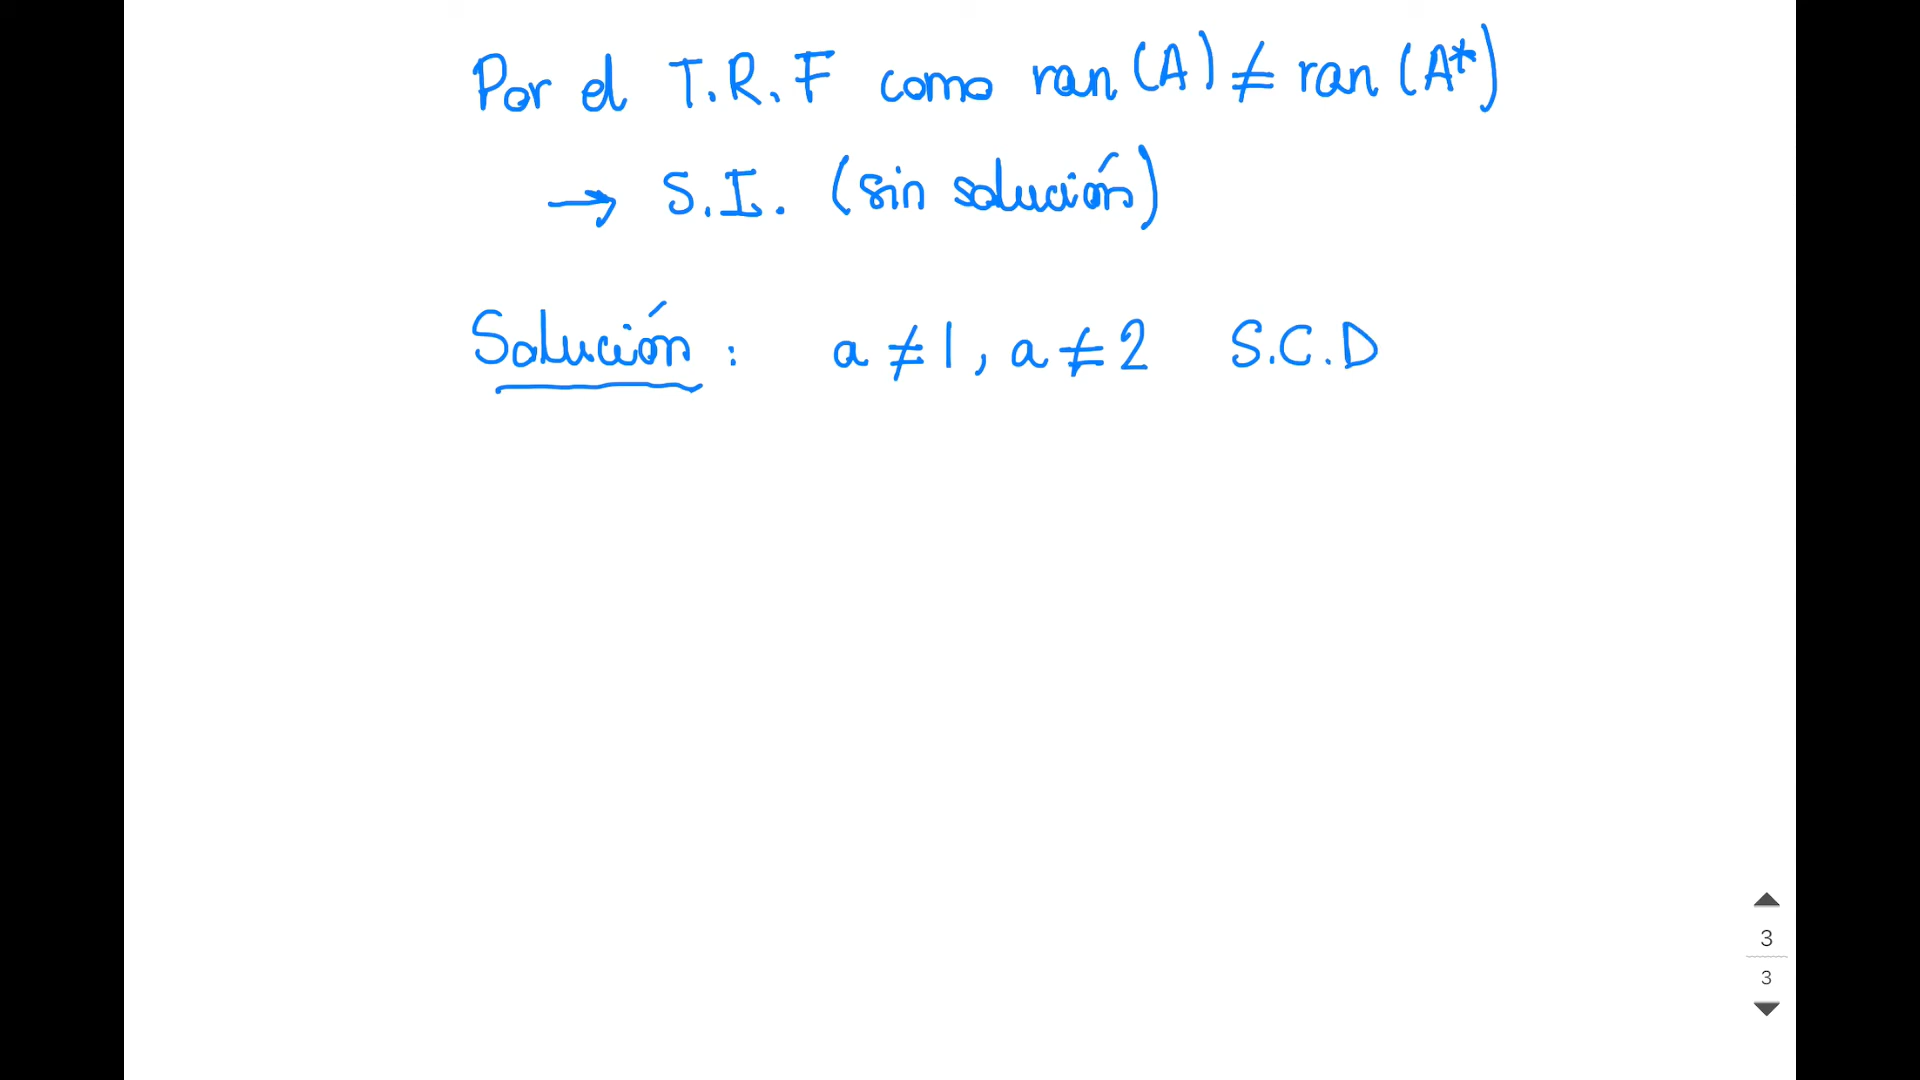 Por el T.R.F como ran (A) ≠ ran (A*)
→ S.I. (sin solución)
Solución : a ≠ 1, a ≠ 2 S.C.D
3
3